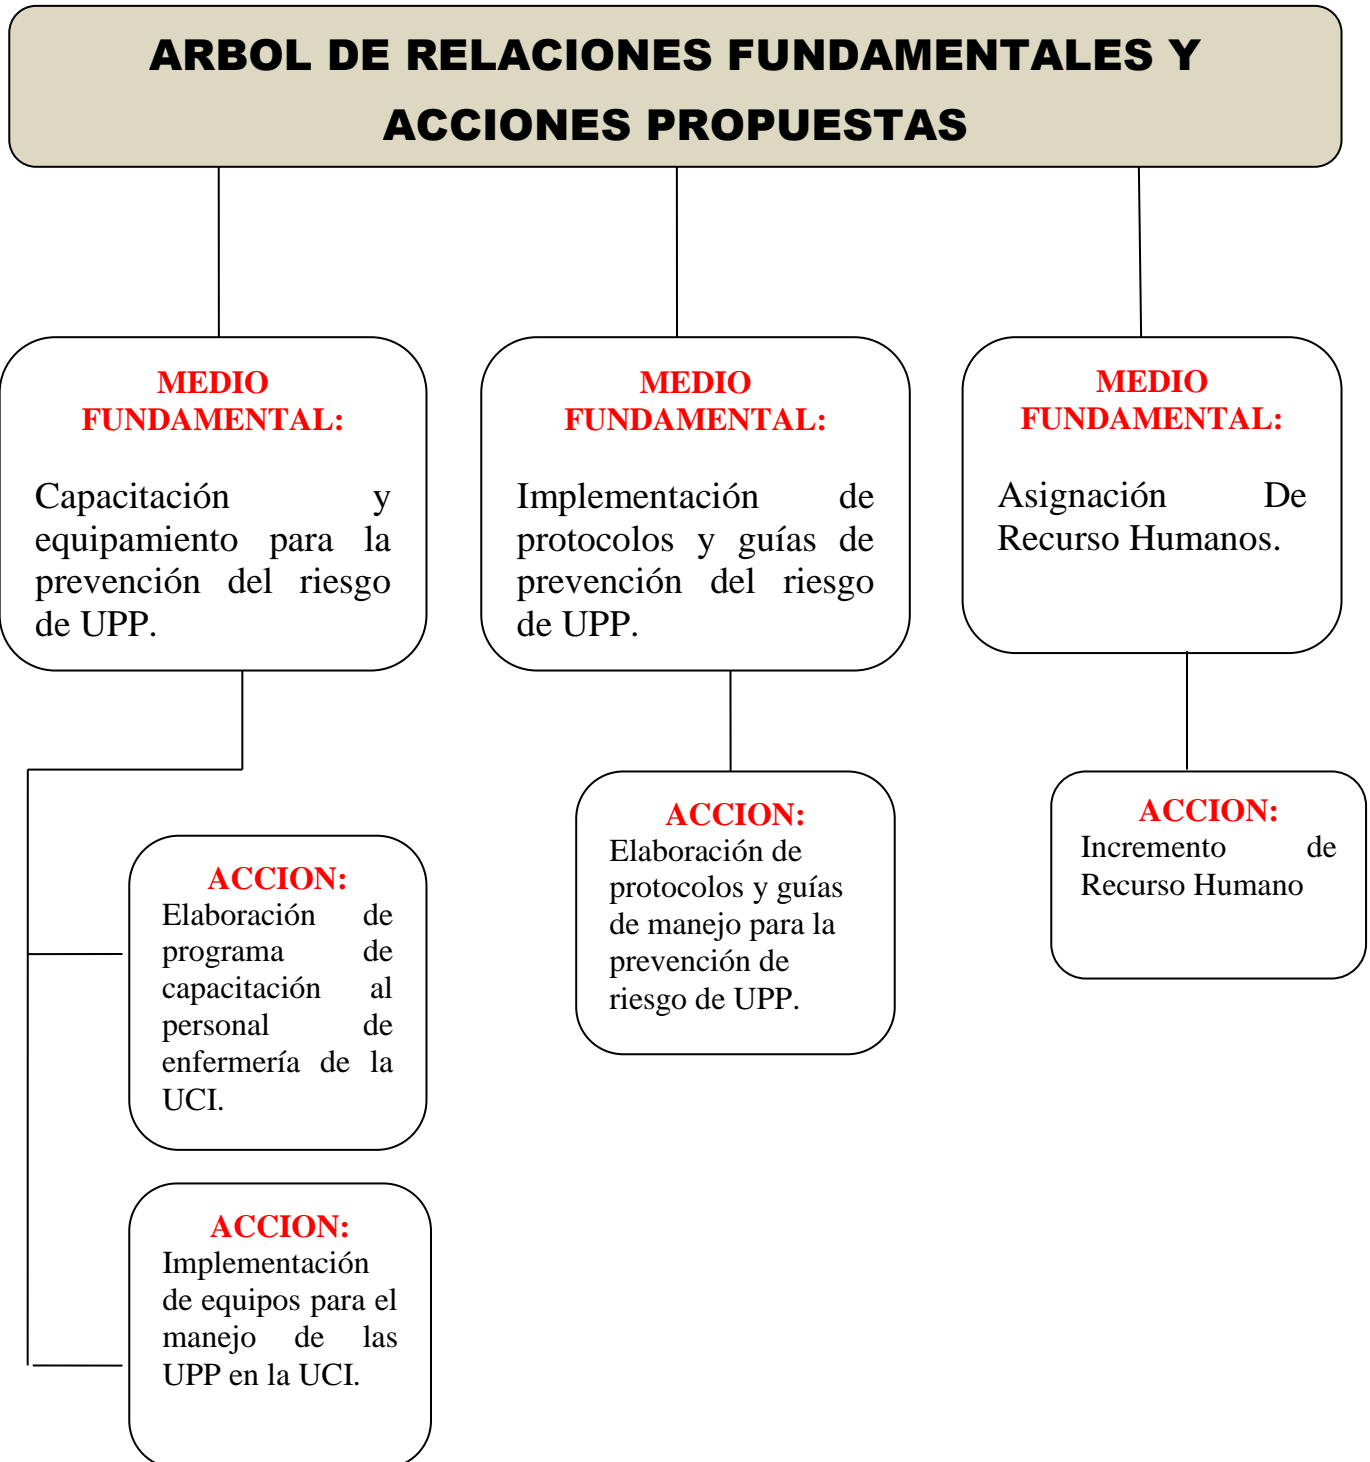 ARBOL DE RELACIONES FUNDAMENTALES Y
ACCIONES PROPUESTAS
MEDIO
FUNDAMENTAL:
Capacitación y
equipamiento para la
prevención del riesgo
de UPP.
MEDIO
FUNDAMENTAL:
Implementación de
protocolos y guías de
prevención del riesgo
de UPP.
MEDIO
FUNDAMENTAL:
Asignación De
Recurso Humanos.
ACCION:
Elaboración de
programa de
capacitación al
personal de
enfermería de la
UCI.
ACCION:
Implementación
de equipos para el
manejo de las
UPP en la UCI.
ACCION:
Elaboración de
protocolos y guías
de manejo para la
prevención de
riesgo de UPP.
ACCION:
Incremento de
Recurso Humano